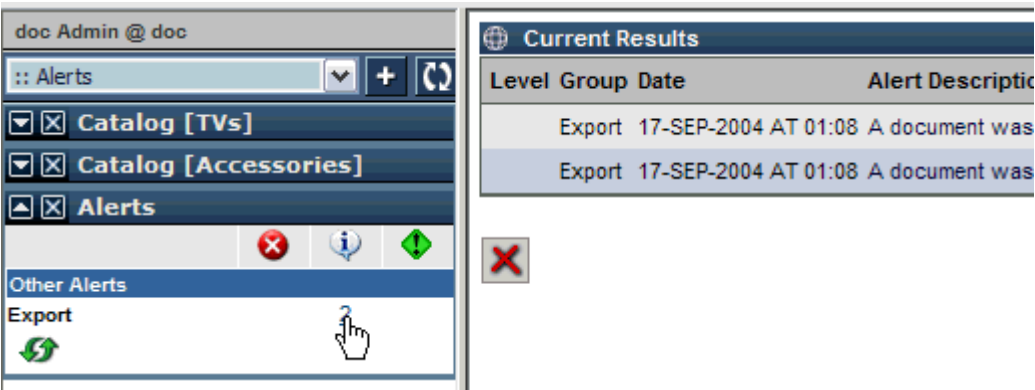 doc Admin @ doc
:: Alerts
Catalog [TVs]
Catalog [Accessories]
Alerts
Other Alerts
Export 2
Current Results
Level Group Date Alert Descriptio
Export 17-SEP-2004 AT 01:08 A document was
Export 17-SEP-2004 AT 01:08 A document was